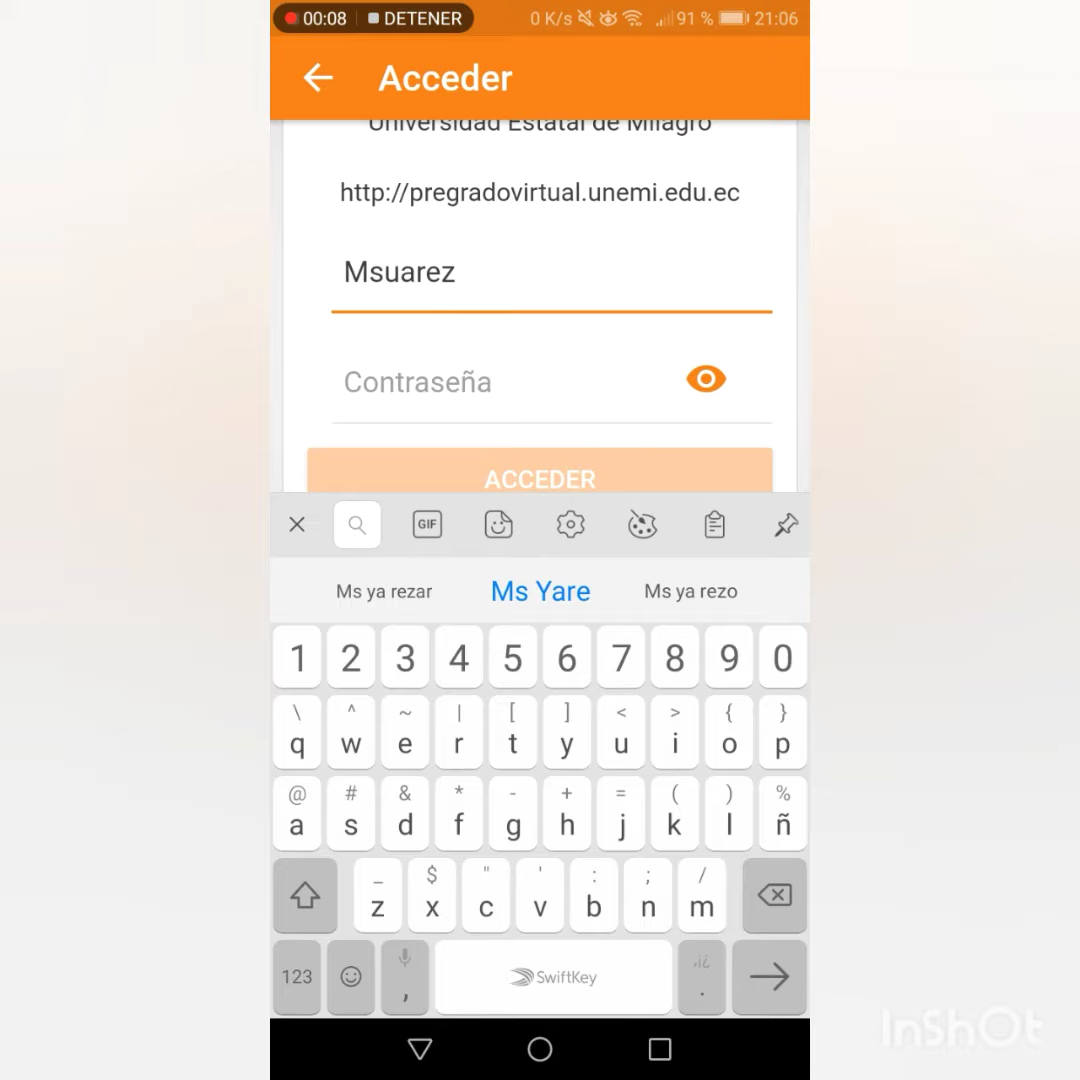 00:08 DETENER 0 K/s 91 % 21:06
Acceder
Universidad Estatal de Milagro
http://pregradovirtual.unemi.edu.ec
Msuarez
Contraseña
ACCEDER
GIF
Ms ya rezar Ms Yare Ms ya rezo
1 2 3 4 5 6 7 8 9 0
\ ^ ~ | [ ] < > { }
q w e r t y u i o p
@ # & * - + = ( ) %
a s d f g h j k l ñ
_ $ " ' : ; /
z x c v b n m
123 , SwiftKey ,!¿ .
InShOt